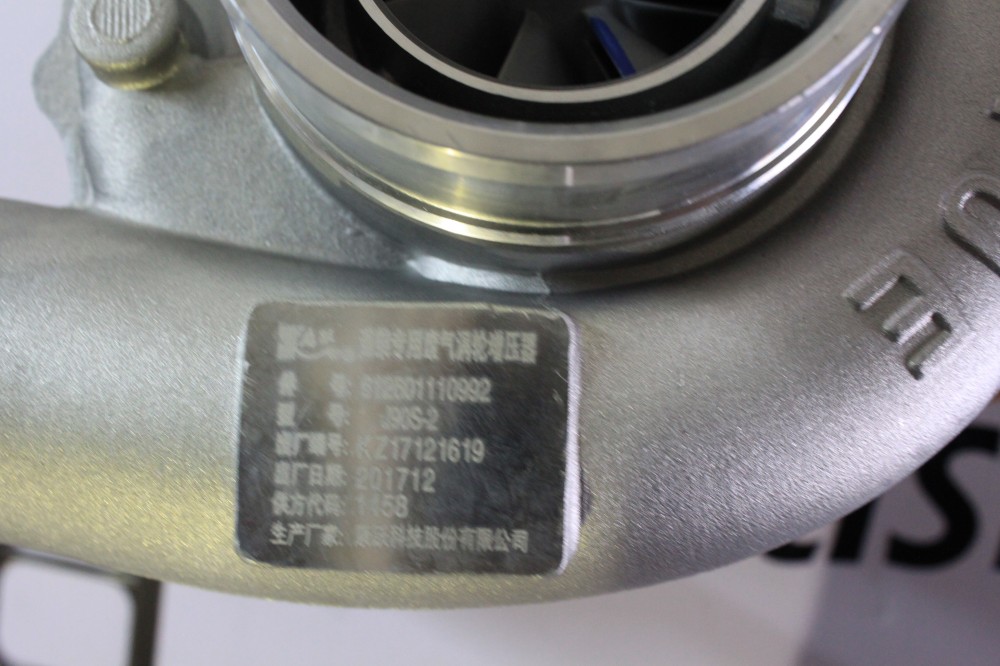 专用废气涡轮增压器
件 号: 612601110992
型 号: J90S-2
出厂编号: Z17121619
出厂日期: 201712
供方代码:
生产厂家: 科技股份有限公司